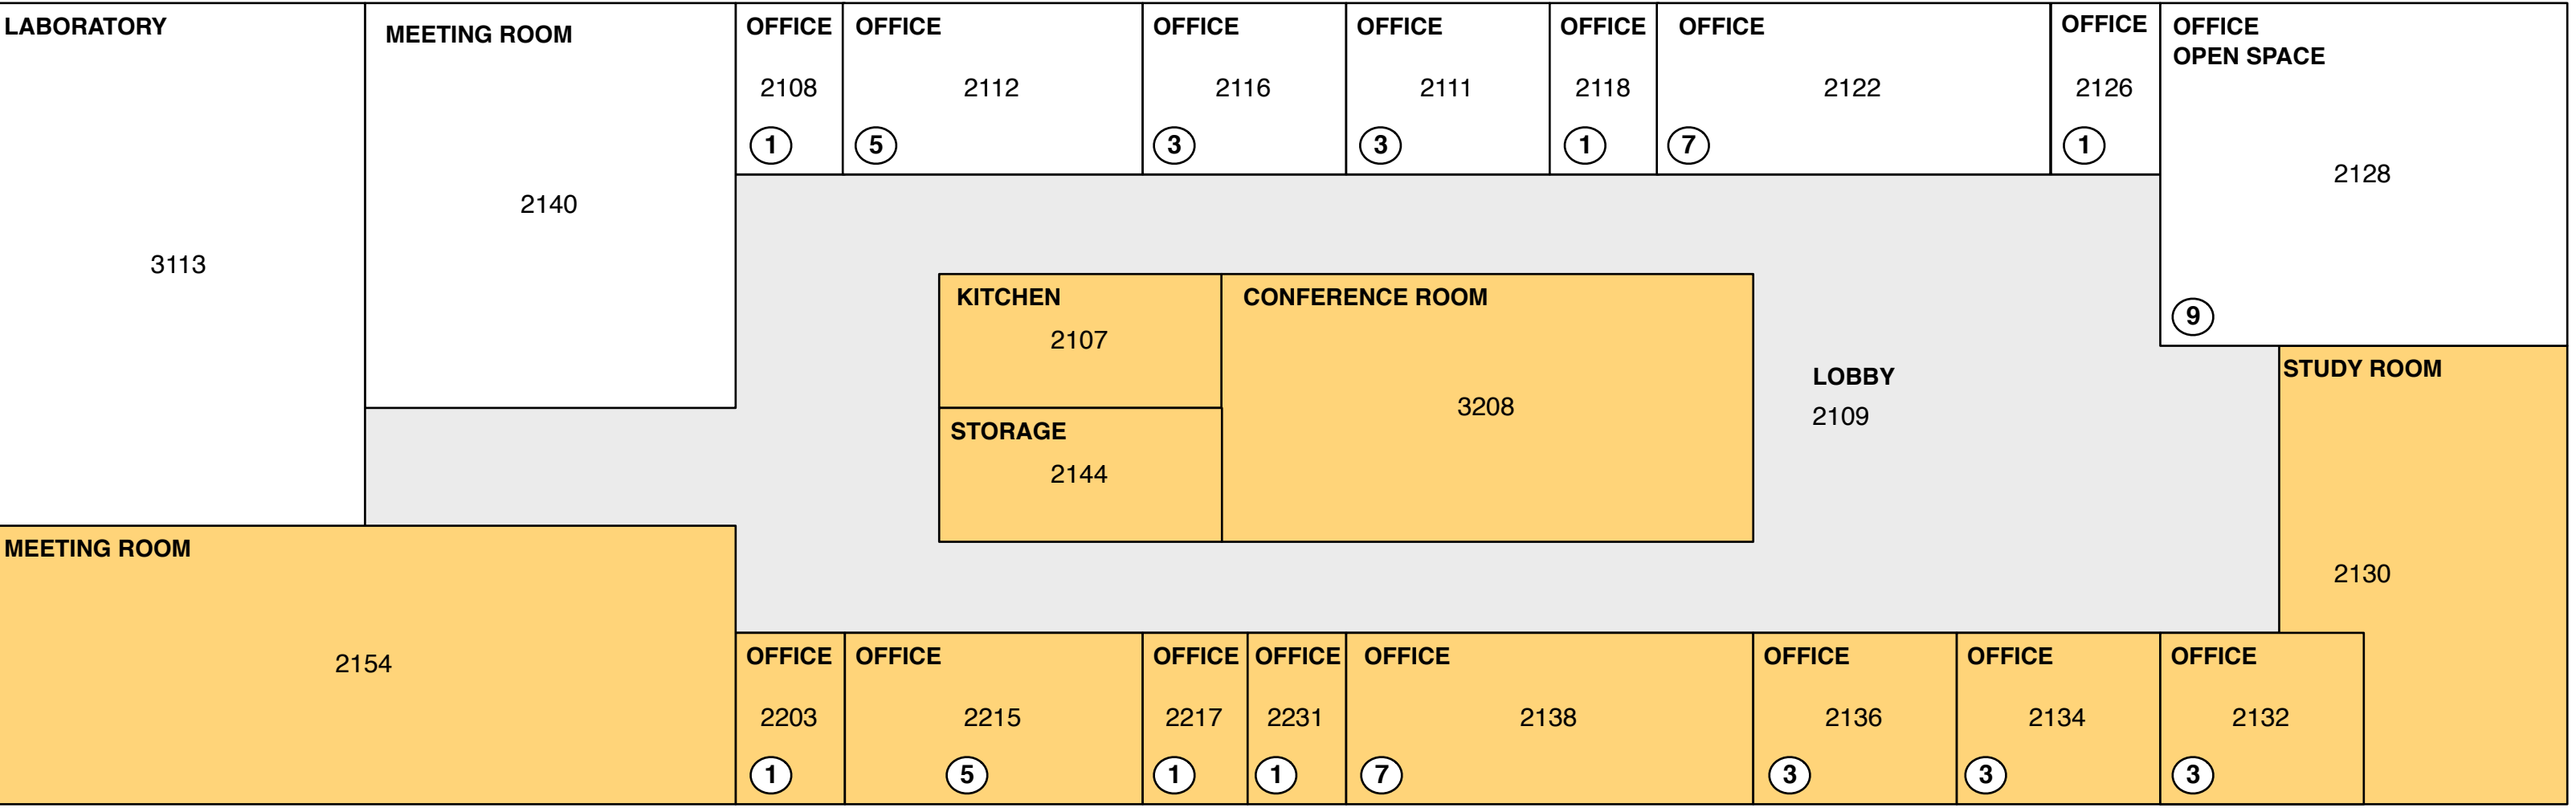 LABORATORY
3113
MEETING ROOM
2140
OFFICE
2108
1
OFFICE
2112
5
OFFICE
2116
3
OFFICE
2111
3
OFFICE
2118
1
OFFICE
2122
7
OFFICE
2126
1
OFFICE
OPEN SPACE
2128
9
KITCHEN
2107
CONFERENCE ROOM
3208
STORAGE
2144
LOBBY
2109
STUDY ROOM
2130
MEETING ROOM
2154
OFFICE
2203
1
OFFICE
2215
5
OFFICE
2217
1
OFFICE
2231
1
OFFICE
2138
7
OFFICE
2136
3
OFFICE
2134
3
OFFICE
2132
3